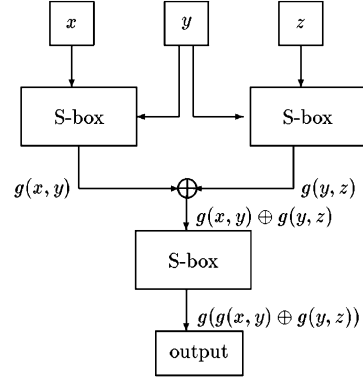 x y z
S-box S-box
g(x, y) ⊕ g(y, z)
g(x, y) ⊕ g(y, z)
S-box
g(g(x, y) ⊕ g(y, z))
output